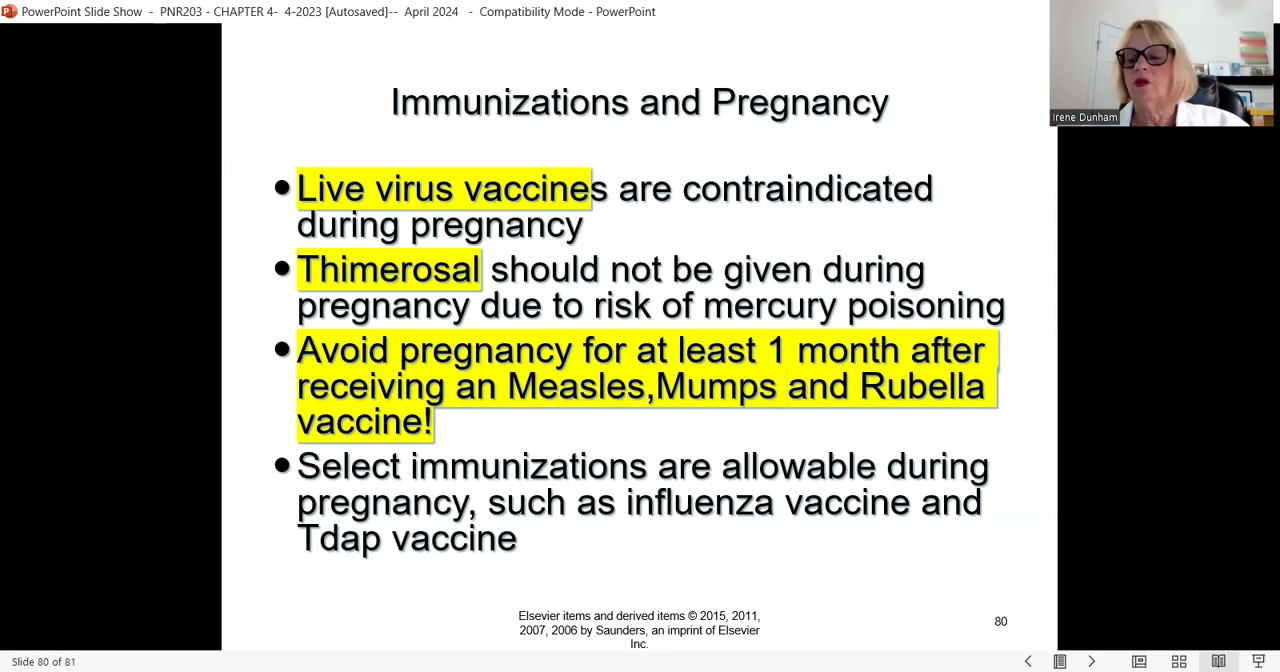 PowerPoint Slide Show - PNR203 - CHAPTER 4- 4-2023 [Autosaved]-- April 2024 - Compatibility Mode - PowerPoint
Irene Dunham
Immunizations and Pregnancy
• Live virus vaccines are contraindicated
during pregnancy
• Thimerosal should not be given during
pregnancy due to risk of mercury poisoning
• Avoid pregnancy for at least 1 month after
receiving an Measles,Mumps and Rubella
vaccine!
• Select immunizations are allowable during
pregnancy, such as influenza vaccine and
Tdap vaccine
Elsevier items and derived items © 2015, 2011,
2007, 2006 by Saunders, an imprint of Elsevier
Inc.
80
Slide 80 of 81